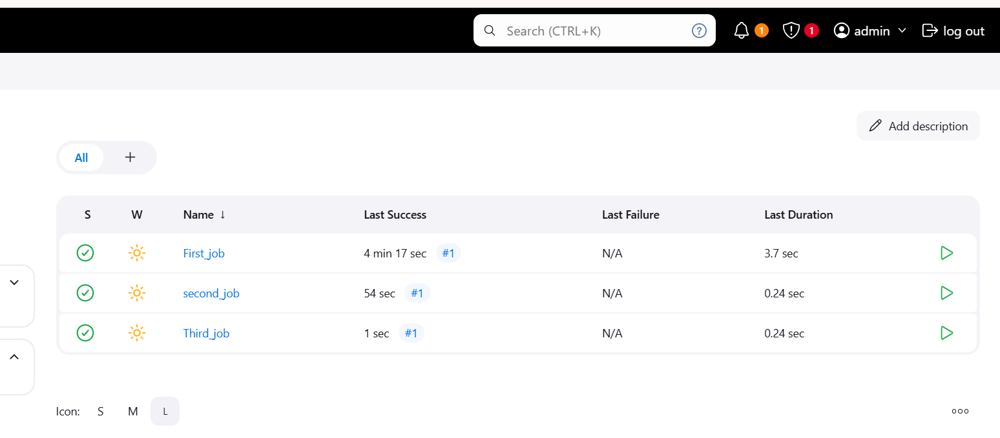 Search (CTRL+K) ? 1 1 admin log out
Add description
All +
S W Name ↓ Last Success Last Failure Last Duration
First_job 4 min 17 sec #1 N/A 3.7 sec
second_job 54 sec #1 N/A 0.24 sec
Third_job 1 sec #1 N/A 0.24 sec
Icon: S M L